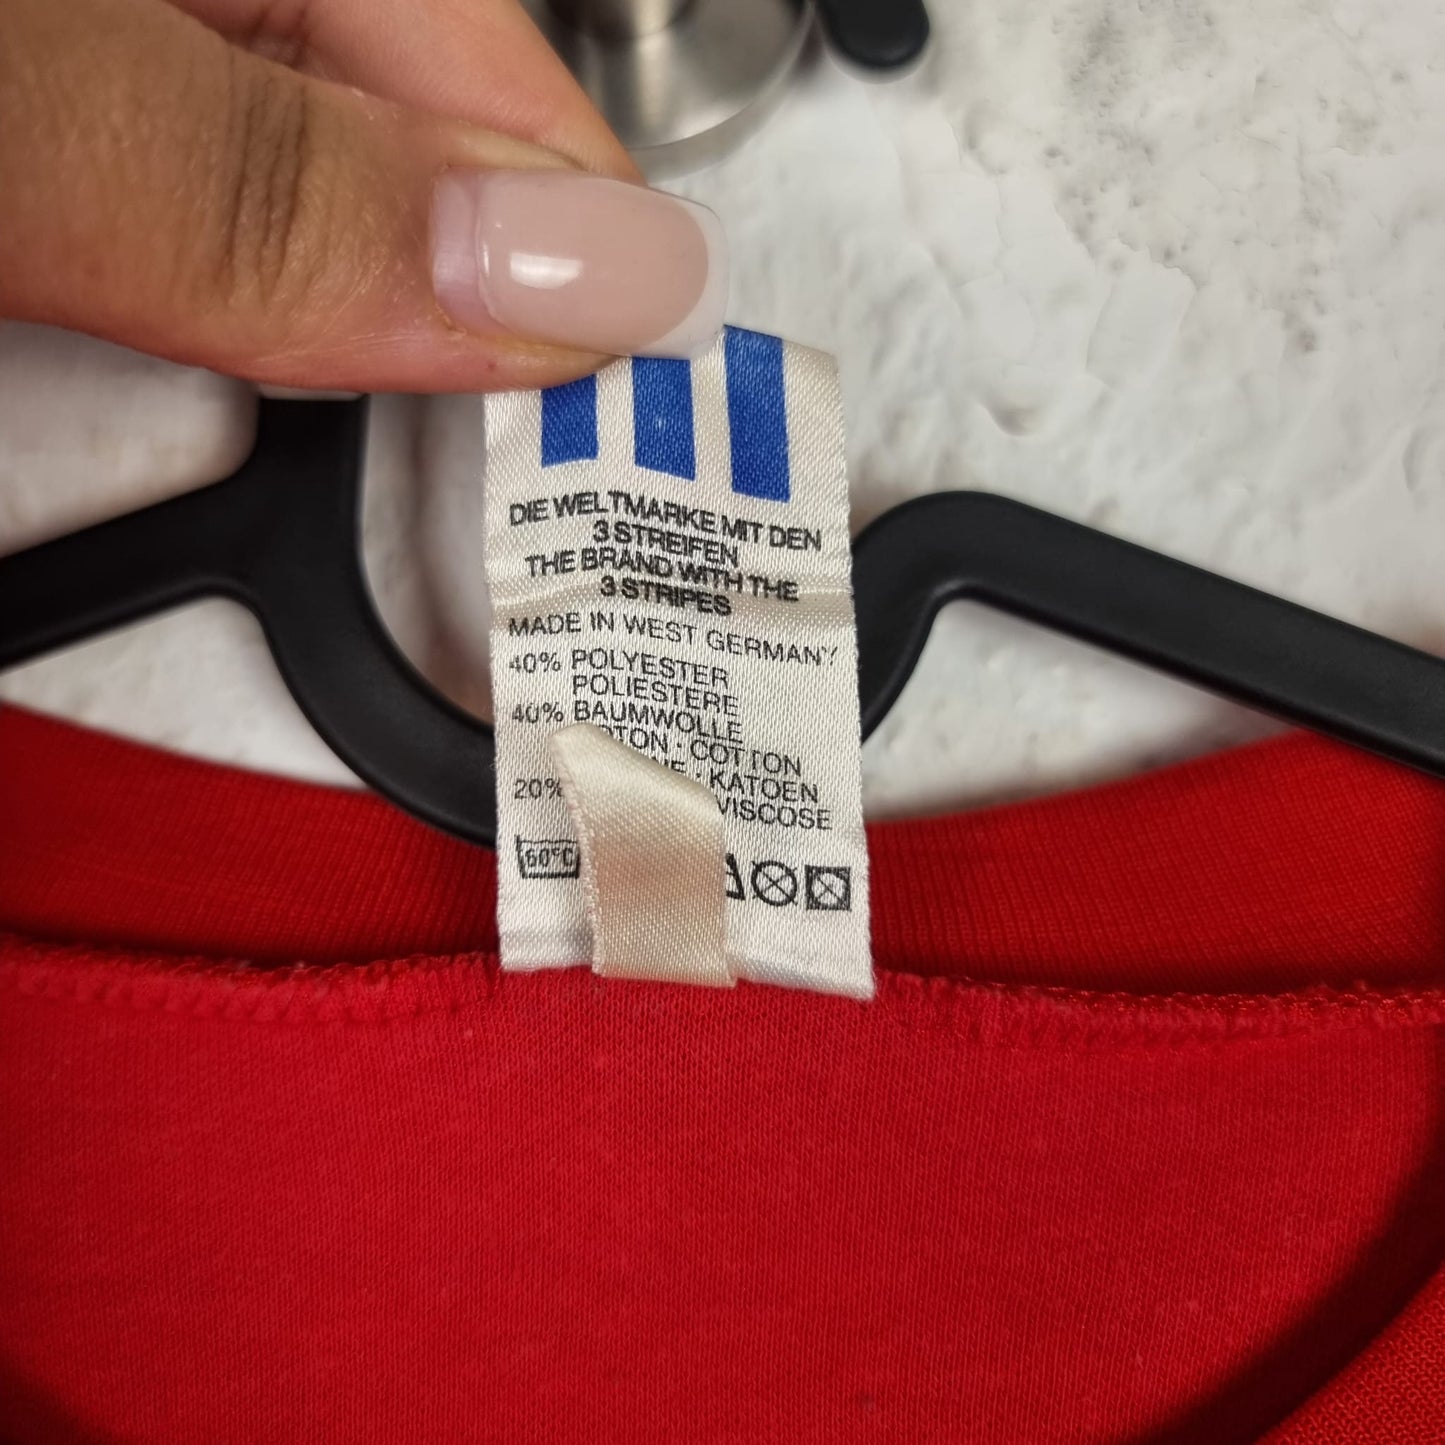 DIE WELTMARKE MIT DEN
3 STREIFEN
THE BRAND WITH THE
3 STRIPES
MADE IN WEST GERMANY
40% POLYESTER
POLIESTERE
40% BAUMWOLLE
COTTON
KATOEN
20% VISCOSE
60°C